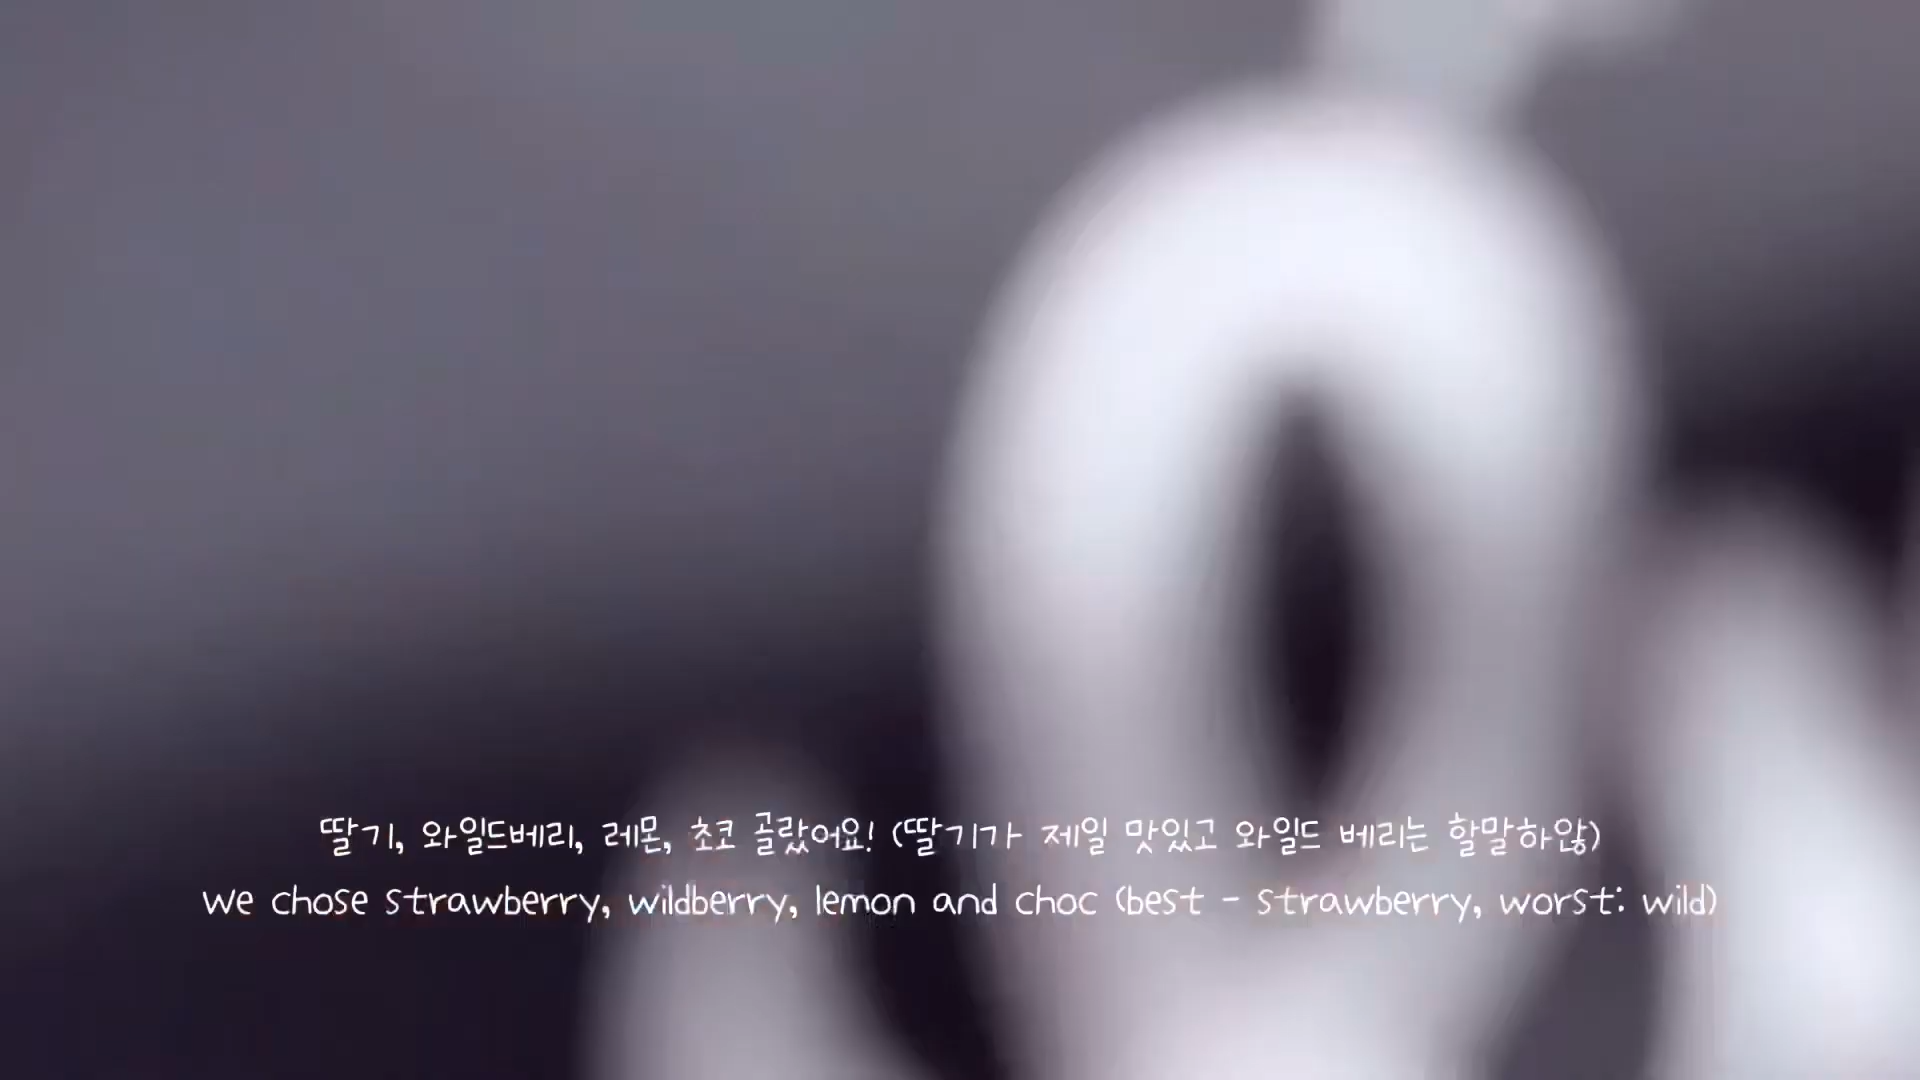 딸기, 와일드베리, 레몬, 초코 골랐어요! (딸기가 제일 맛있고 와일드 베리는 할말하않)
we chose strawberry, wildberry, lemon and choc (best - strawberry, worst: wild)